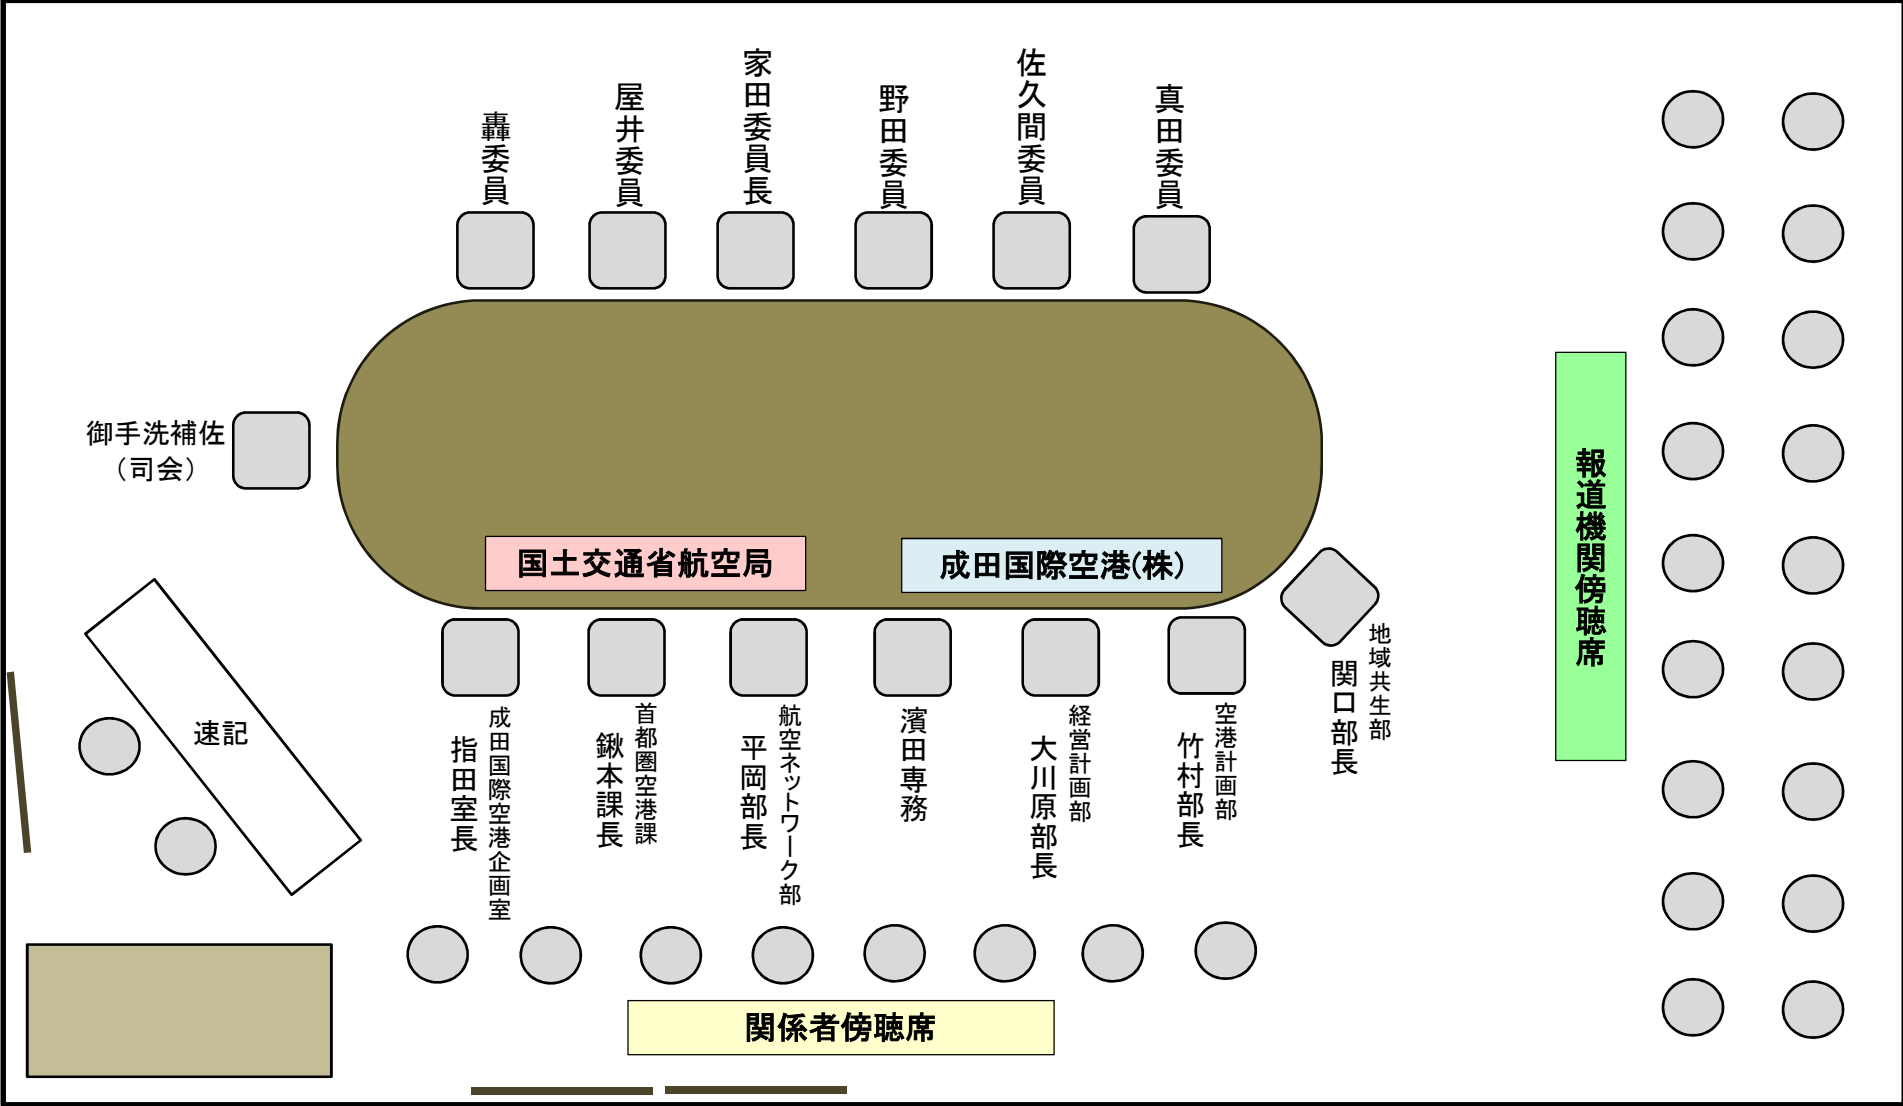 轟委員
屋井委員
家田委員長
野田委員
佐久間委員
真田委員
御手洗補佐
（司会）
国土交通省航空局
成田国際空港(株)
報道機関傍聴席
地域共生部
関口部長
速記
成田国際空港企画室
指田室長
首都圏空港課
鍬本課長
航空ネットワーク部
平岡部長
濱田専務
経営計画部
大川原部長
空港計画部
竹村部長
関係者傍聴席